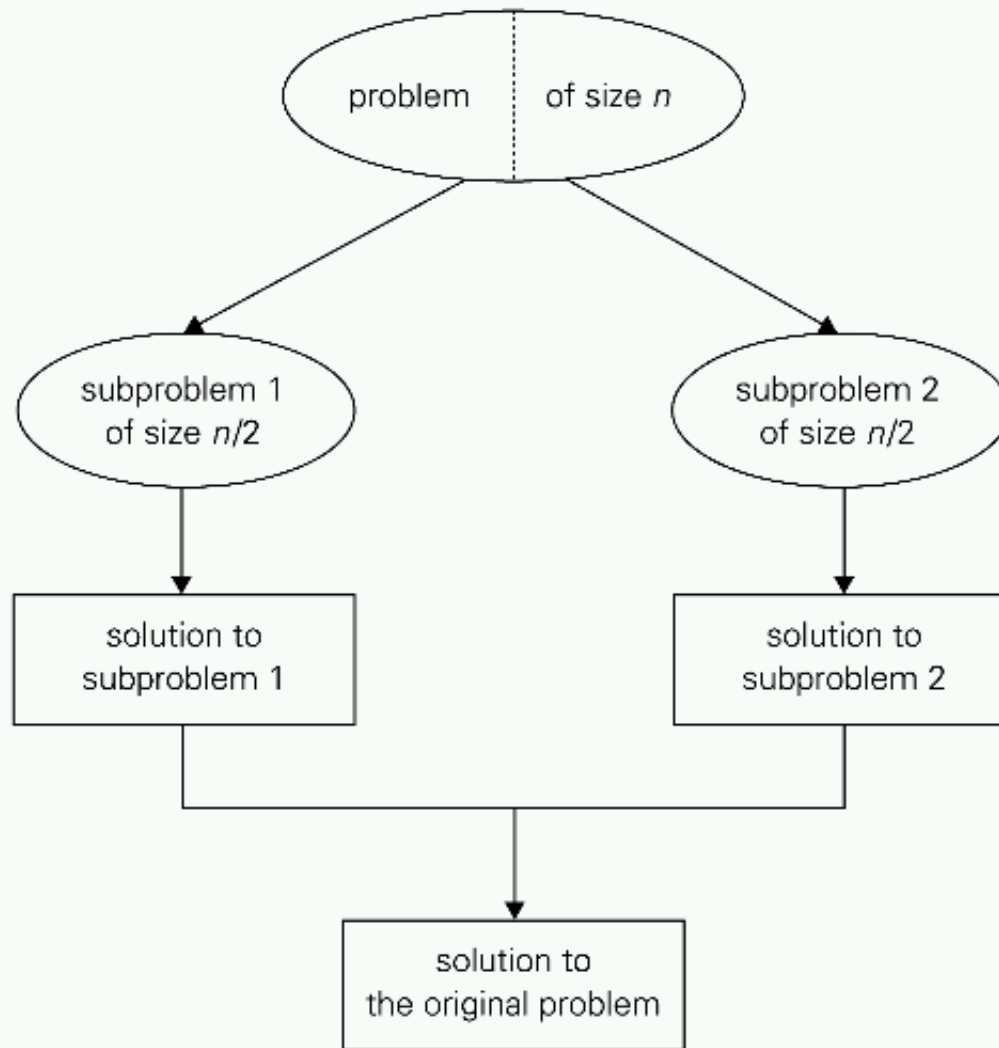 problem of size n
subproblem 1
of size n/2
subproblem 2
of size n/2
solution to
subproblem 1
solution to
subproblem 2
solution to
the original problem